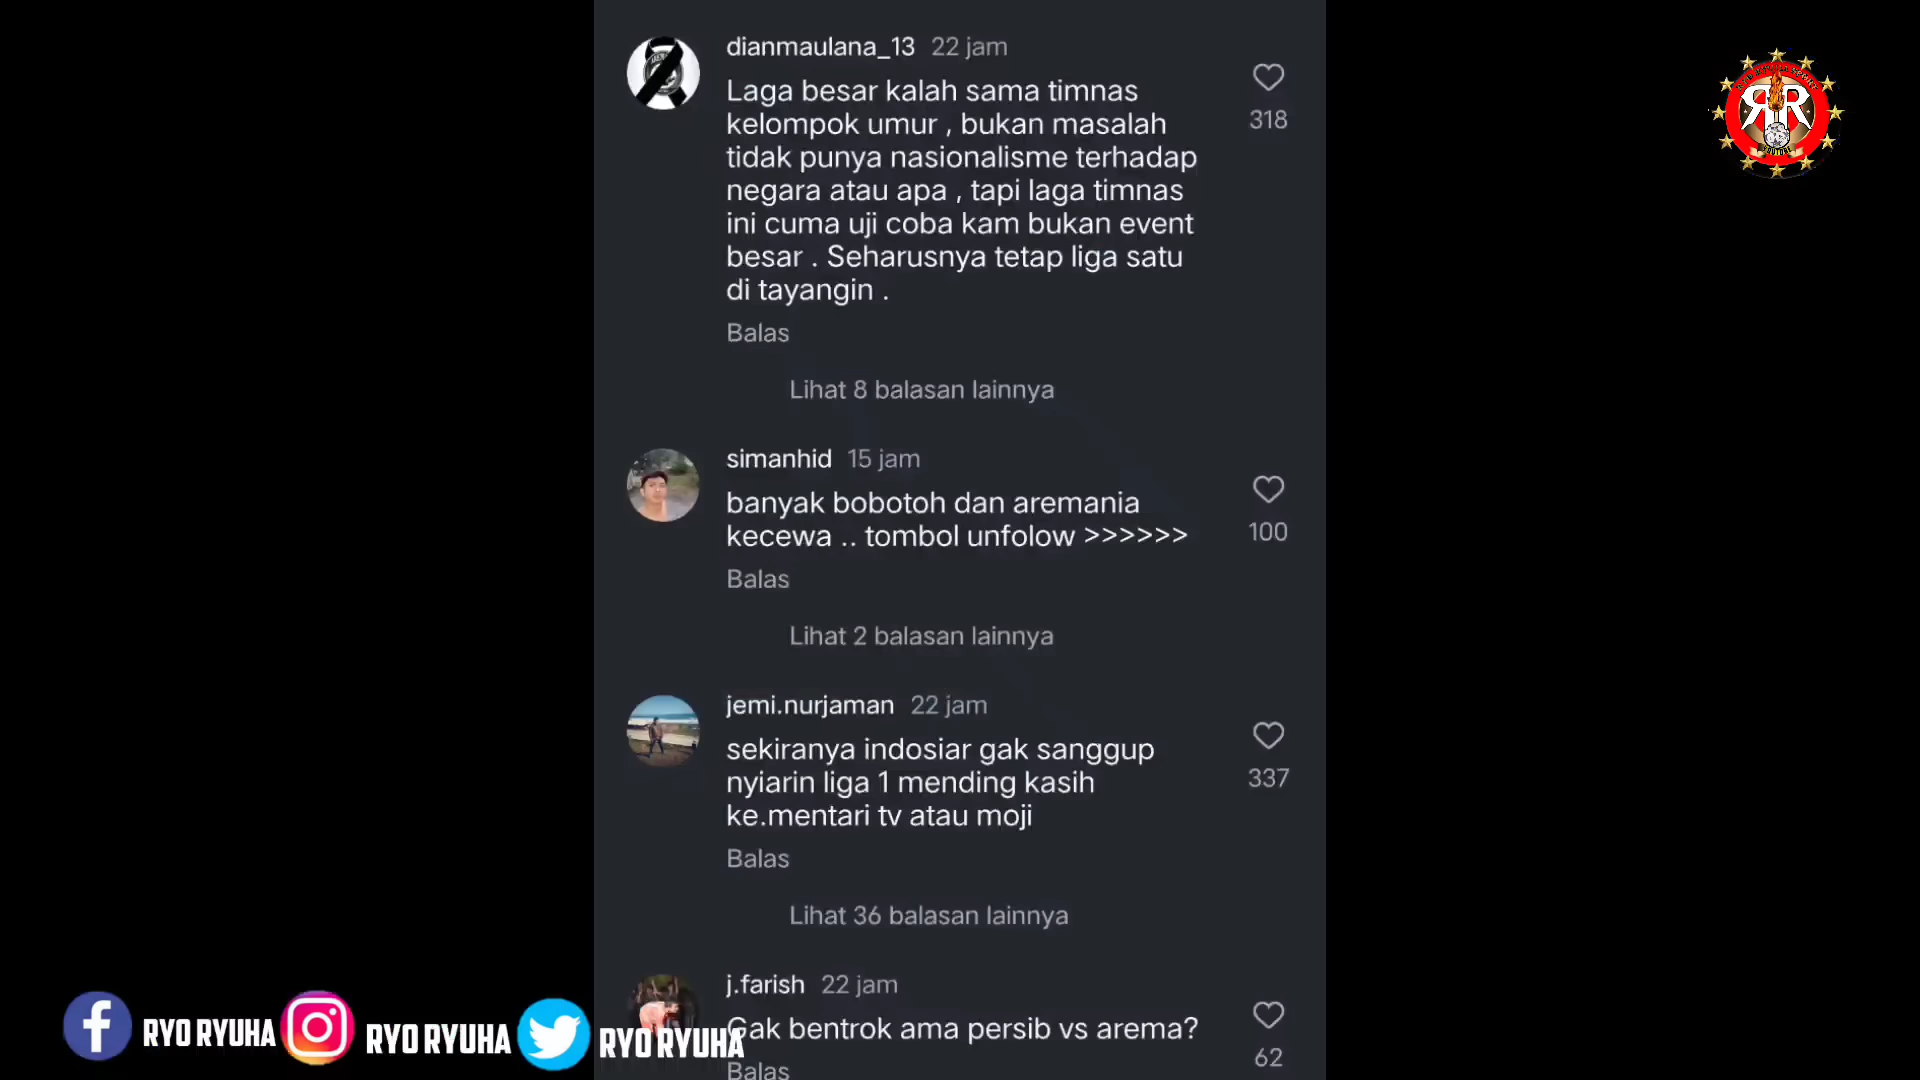 dianmaulana_13 22 jam
Laga besar kalah sama timnas
kelompok umur , bukan masalah
tidak punya nasionalisme terhadap
negara atau apa , tapi laga timnas
ini cuma uji coba kam bukan event
besar . Seharusnya tetap liga satu
di tayangin .
318
Balas
Lihat 8 balasan lainnya
simanhid 15 jam
banyak bobotoh dan aremania
kecewa .. tombol unfolow >>>>>>
100
Balas
Lihat 2 balasan lainnya
jemi.nurjaman 22 jam
sekiranya indosiar gak sanggup
nyiarin liga 1 mending kasih
ke.mentari tv atau moji
337
Balas
Lihat 36 balasan lainnya
j.farish 22 jam
Gak bentrok ama persib vs arema?
62
Balas
RYO RYUHA
RYO RYUHA
RYO RYUHA